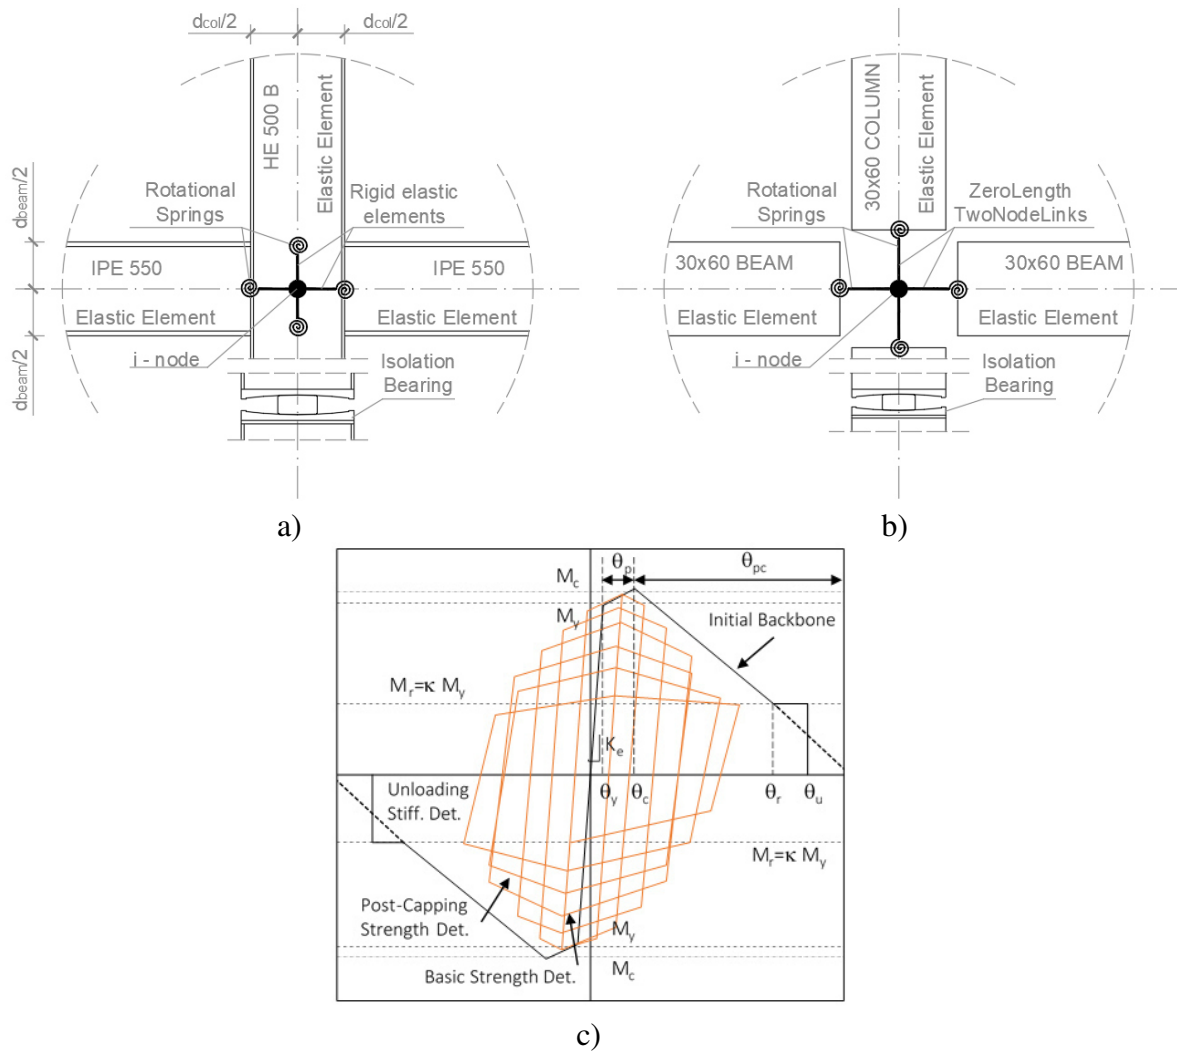 dcol/2
dcol/2
dbeam/2
dbeam/2
HE 500 B
Elastic Element
Rotational
Springs
Rigid elastic
elements
IPE 550
IPE 550
Elastic Element
Elastic Element
i - node
Isolation
Bearing
a)
30x60 COLUMN
Elastic Element
Rotational
Springs
ZeroLength
TwoNodeLinks
30x60 BEAM
30x60 BEAM
Elastic Element
Elastic Element
i - node
Isolation
Bearing
b)
θp
θpc
Mc
My
Initial Backbone
Mr=κ My
Ke
θy
θc
θr
θu
Unloading
Stiff. Det.
Mr=κ My
Post-Capping
Strength Det.
My
Basic Strength Det.
Mc
c)